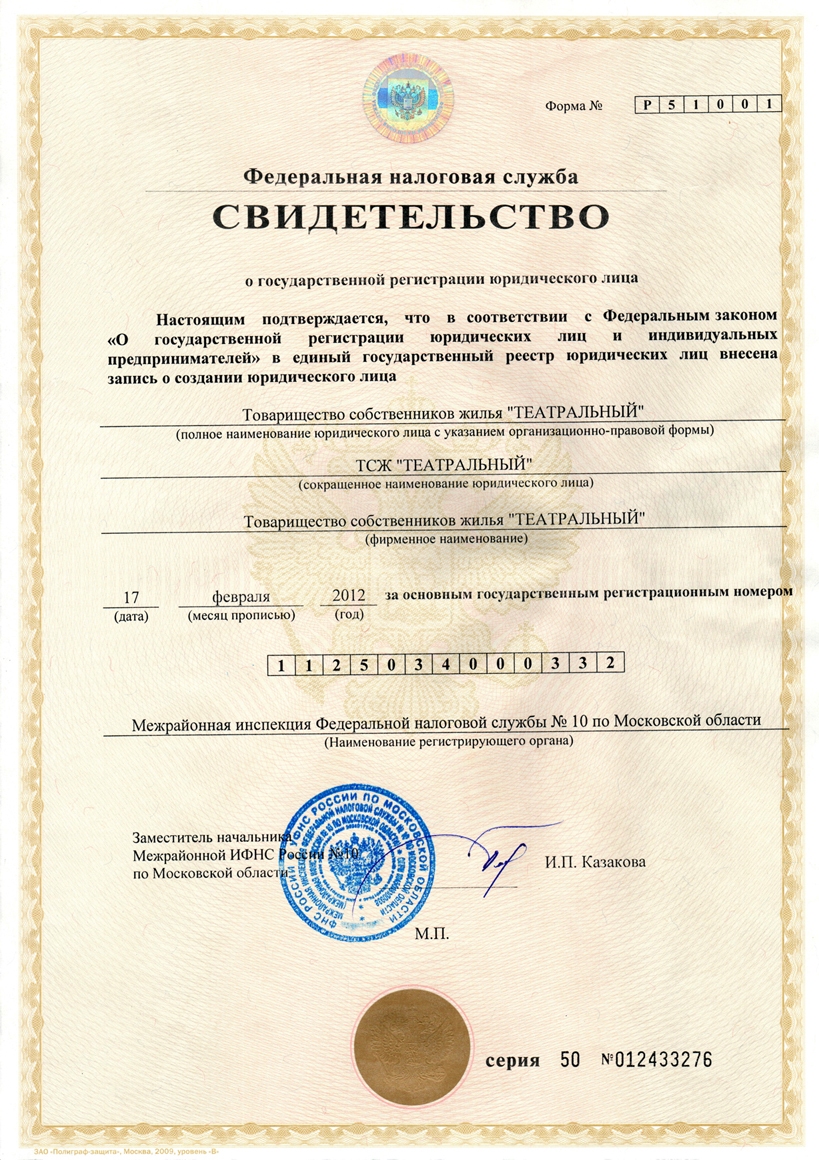 Форма № Р 5 1 0 0 1
Федеральная налоговая служба
СВИДЕТЕЛЬСТВО
о государственной регистрации юридического лица
Настоящим подтверждается, что в соответствии с Федеральным законом
«О государственной регистрации юридических лиц и индивидуальных
предпринимателей» в единый государственный реестр юридических лиц внесена
запись о создании юридического лица
Товарищество собственников жилья "ТЕАТРАЛЬНЫЙ"
(полное наименование юридического лица с указанием организационно-правовой формы)
ТСЖ "ТЕАТРАЛЬНЫЙ"
(сокращенное наименование юридического лица)
Товарищество собственников жилья "ТЕАТРАЛЬНЫЙ"
(фирменное наименование)
17 февраля 2012 за основным государственным регистрационным номером
(дата) (месяц прописью) (год)
1 1 2 5 0 3 4 0 0 0 3 3 2
Межрайонная инспекция Федеральной налоговой службы № 10 по Московской области
(Наименование регистрирующего органа)
Заместитель начальника
Межрайонной ИФНС России №10
по Московской области
И.П. Казакова
М.П.
серия 50 №012433276
ЗАО «Полиграф-защита», Москва, 2009, уровень «В»